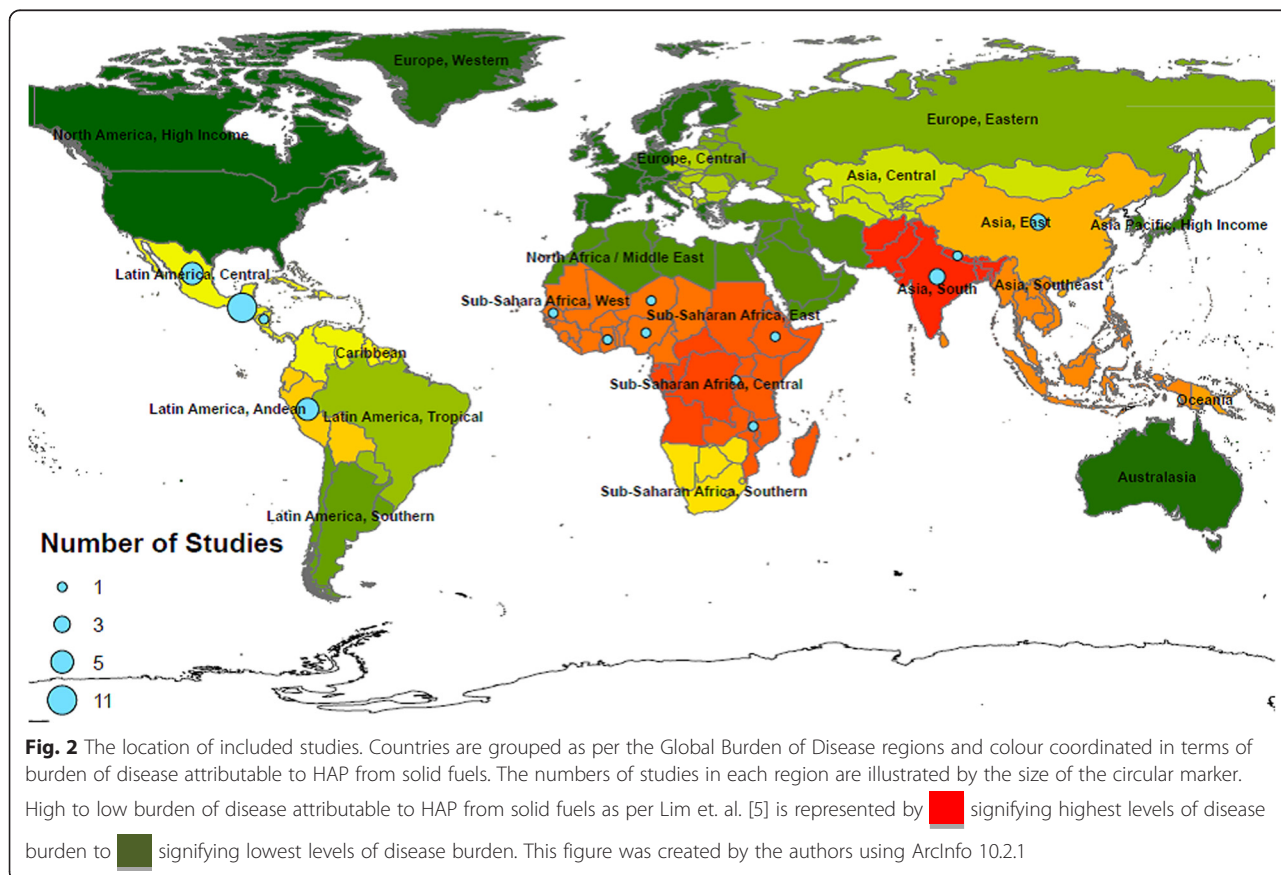 Europe, Western
North America, High Income
Europe, Eastern
Europe, Central
Asia, Central
Asia, East
Asia Pacific, High Income
North Africa / Middle East
Latin America, Central
Sub-Sahara Africa, West
Asia, South
Asia, Southeast
Sub-Saharan Africa, East
Caribbean
Sub-Saharan Africa, Central
Latin America, Andean
Latin America, Tropical
Oceania
Australasia
Sub-Saharan Africa, Southern
Latin America, Southern
Number of Studies
1
3
5
11
Fig. 2 The location of included studies. Countries are grouped as per the Global Burden of Disease regions and colour coordinated in terms of
burden of disease attributable to HAP from solid fuels. The numbers of studies in each region are illustrated by the size of the circular marker.
High to low burden of disease attributable to HAP from solid fuels as per Lim et. al. [5] is represented by signifying highest levels of disease
burden to signifying lowest levels of disease burden. This figure was created by the authors using ArcInfo 10.2.1